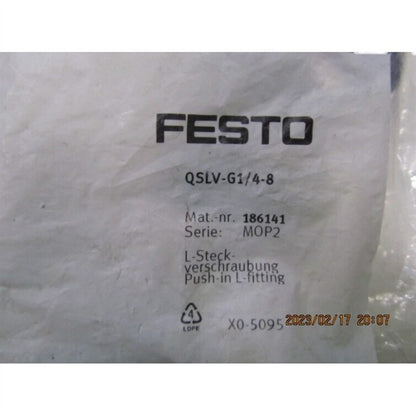 FESTO
QSLV-G1/4-8
Mat.-nr. 186141
Serie: MOP2
L-Steck-
verschraubung
Push-in L-fitting
4
LDPE
X0-5095
2023/02/17 20:07